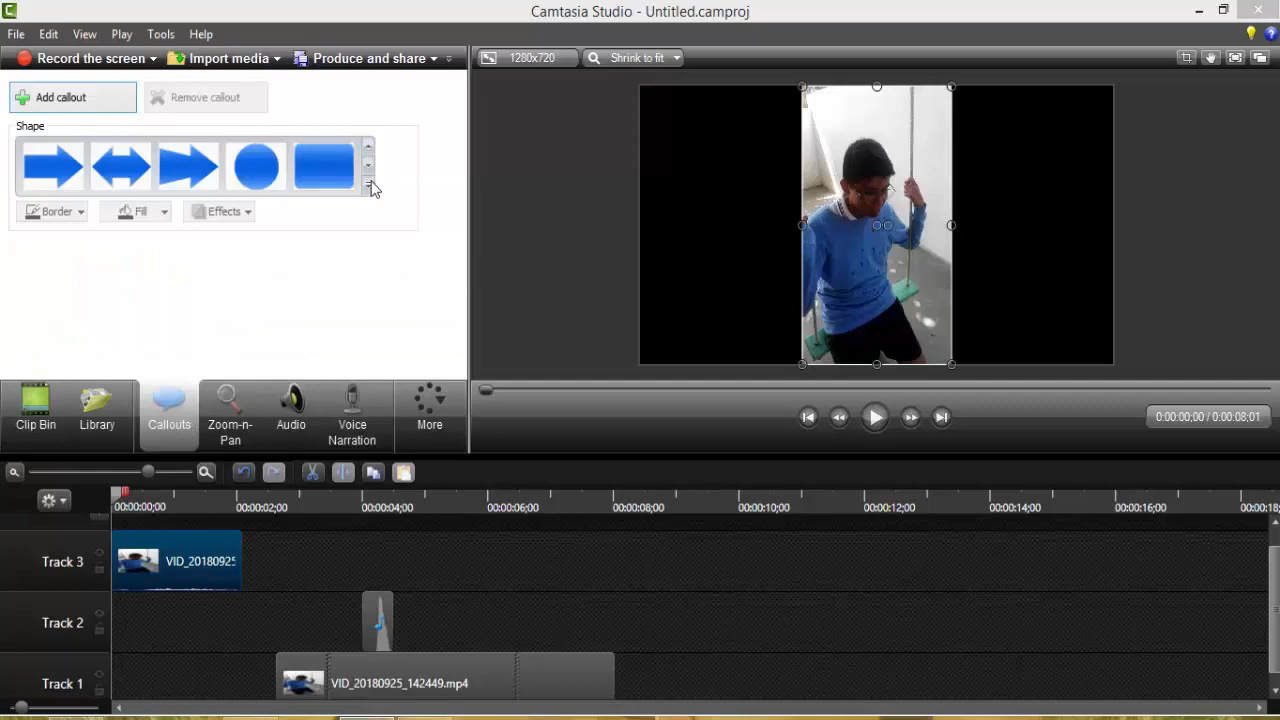 Camtasia Studio - Untitled.camproj
File Edit View Play Tools Help
Record the screen Import media Produce and share
1280x720 Shrink to fit
Add callout Remove callout
Shape
Border Fill Effects
Clip Bin Library Callouts Zoom-n-Pan Audio Voice Narration More
0:00:00;00 / 0:00:08;01
00:00:00;00 00:00:02;00 00:00:04;00 00:00:06;00 00:00:08;00 00:00:10;00 00:00:12;00 00:00:14;00 00:00:16;00 00:00:18;
Track 3 VID_20180925
Track 2
Track 1 VID_20180925_142449.mp4